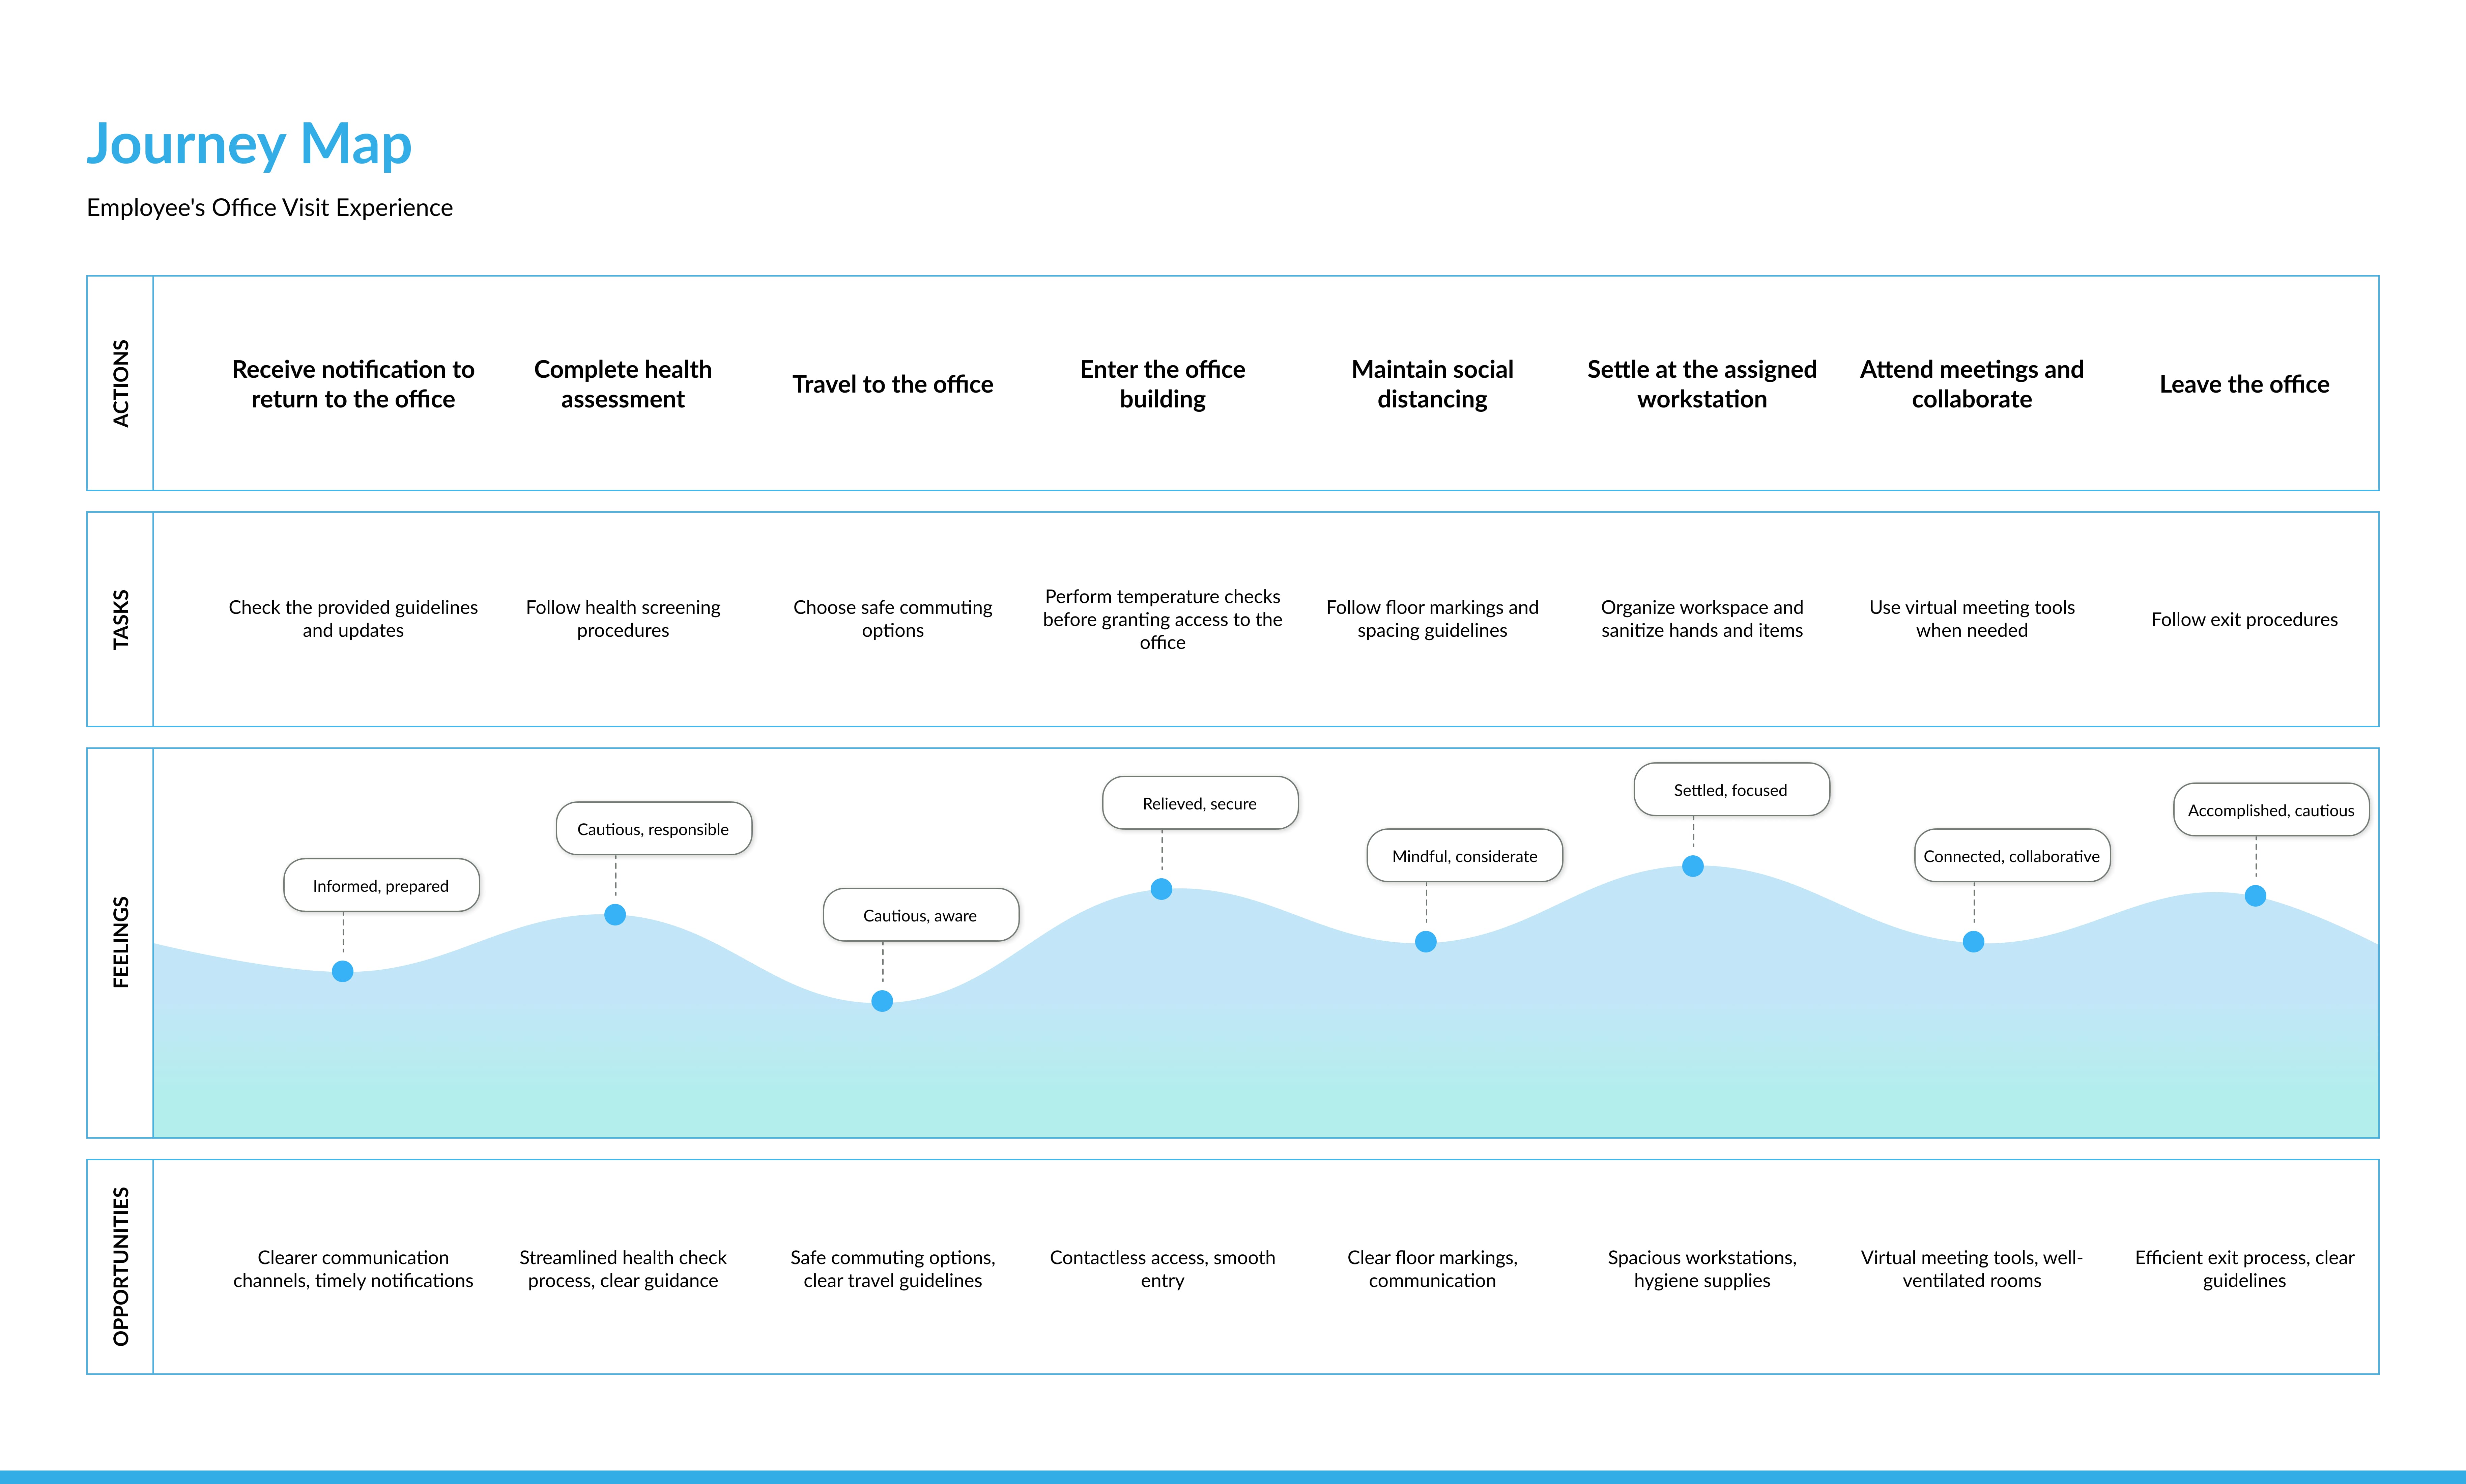 Journey Map
Employee's Office Visit Experience
ACTIONS
Receive notification to
return to the office
Complete health
assessment
Travel to the office
Enter the office
building
Maintain social
distancing
Settle at the assigned
workstation
Attend meetings and
collaborate
Leave the office
TASKS
Check the provided guidelines
and updates
Follow health screening
procedures
Choose safe commuting
options
Perform temperature checks
before granting access to the
office
Follow floor markings and
spacing guidelines
Organize workspace and
sanitize hands and items
Use virtual meeting tools
when needed
Follow exit procedures
FEELINGS
Informed, prepared
Cautious, responsible
Cautious, aware
Relieved, secure
Mindful, considerate
Settled, focused
Connected, collaborative
Accomplished, cautious
OPPORTUNITIES
Clearer communication
channels, timely notifications
Streamlined health check
process, clear guidance
Safe commuting options,
clear travel guidelines
Contactless access, smooth
entry
Clear floor markings,
communication
Spacious workstations,
hygiene supplies
Virtual meeting tools, well-
ventilated rooms
Efficient exit process, clear
guidelines